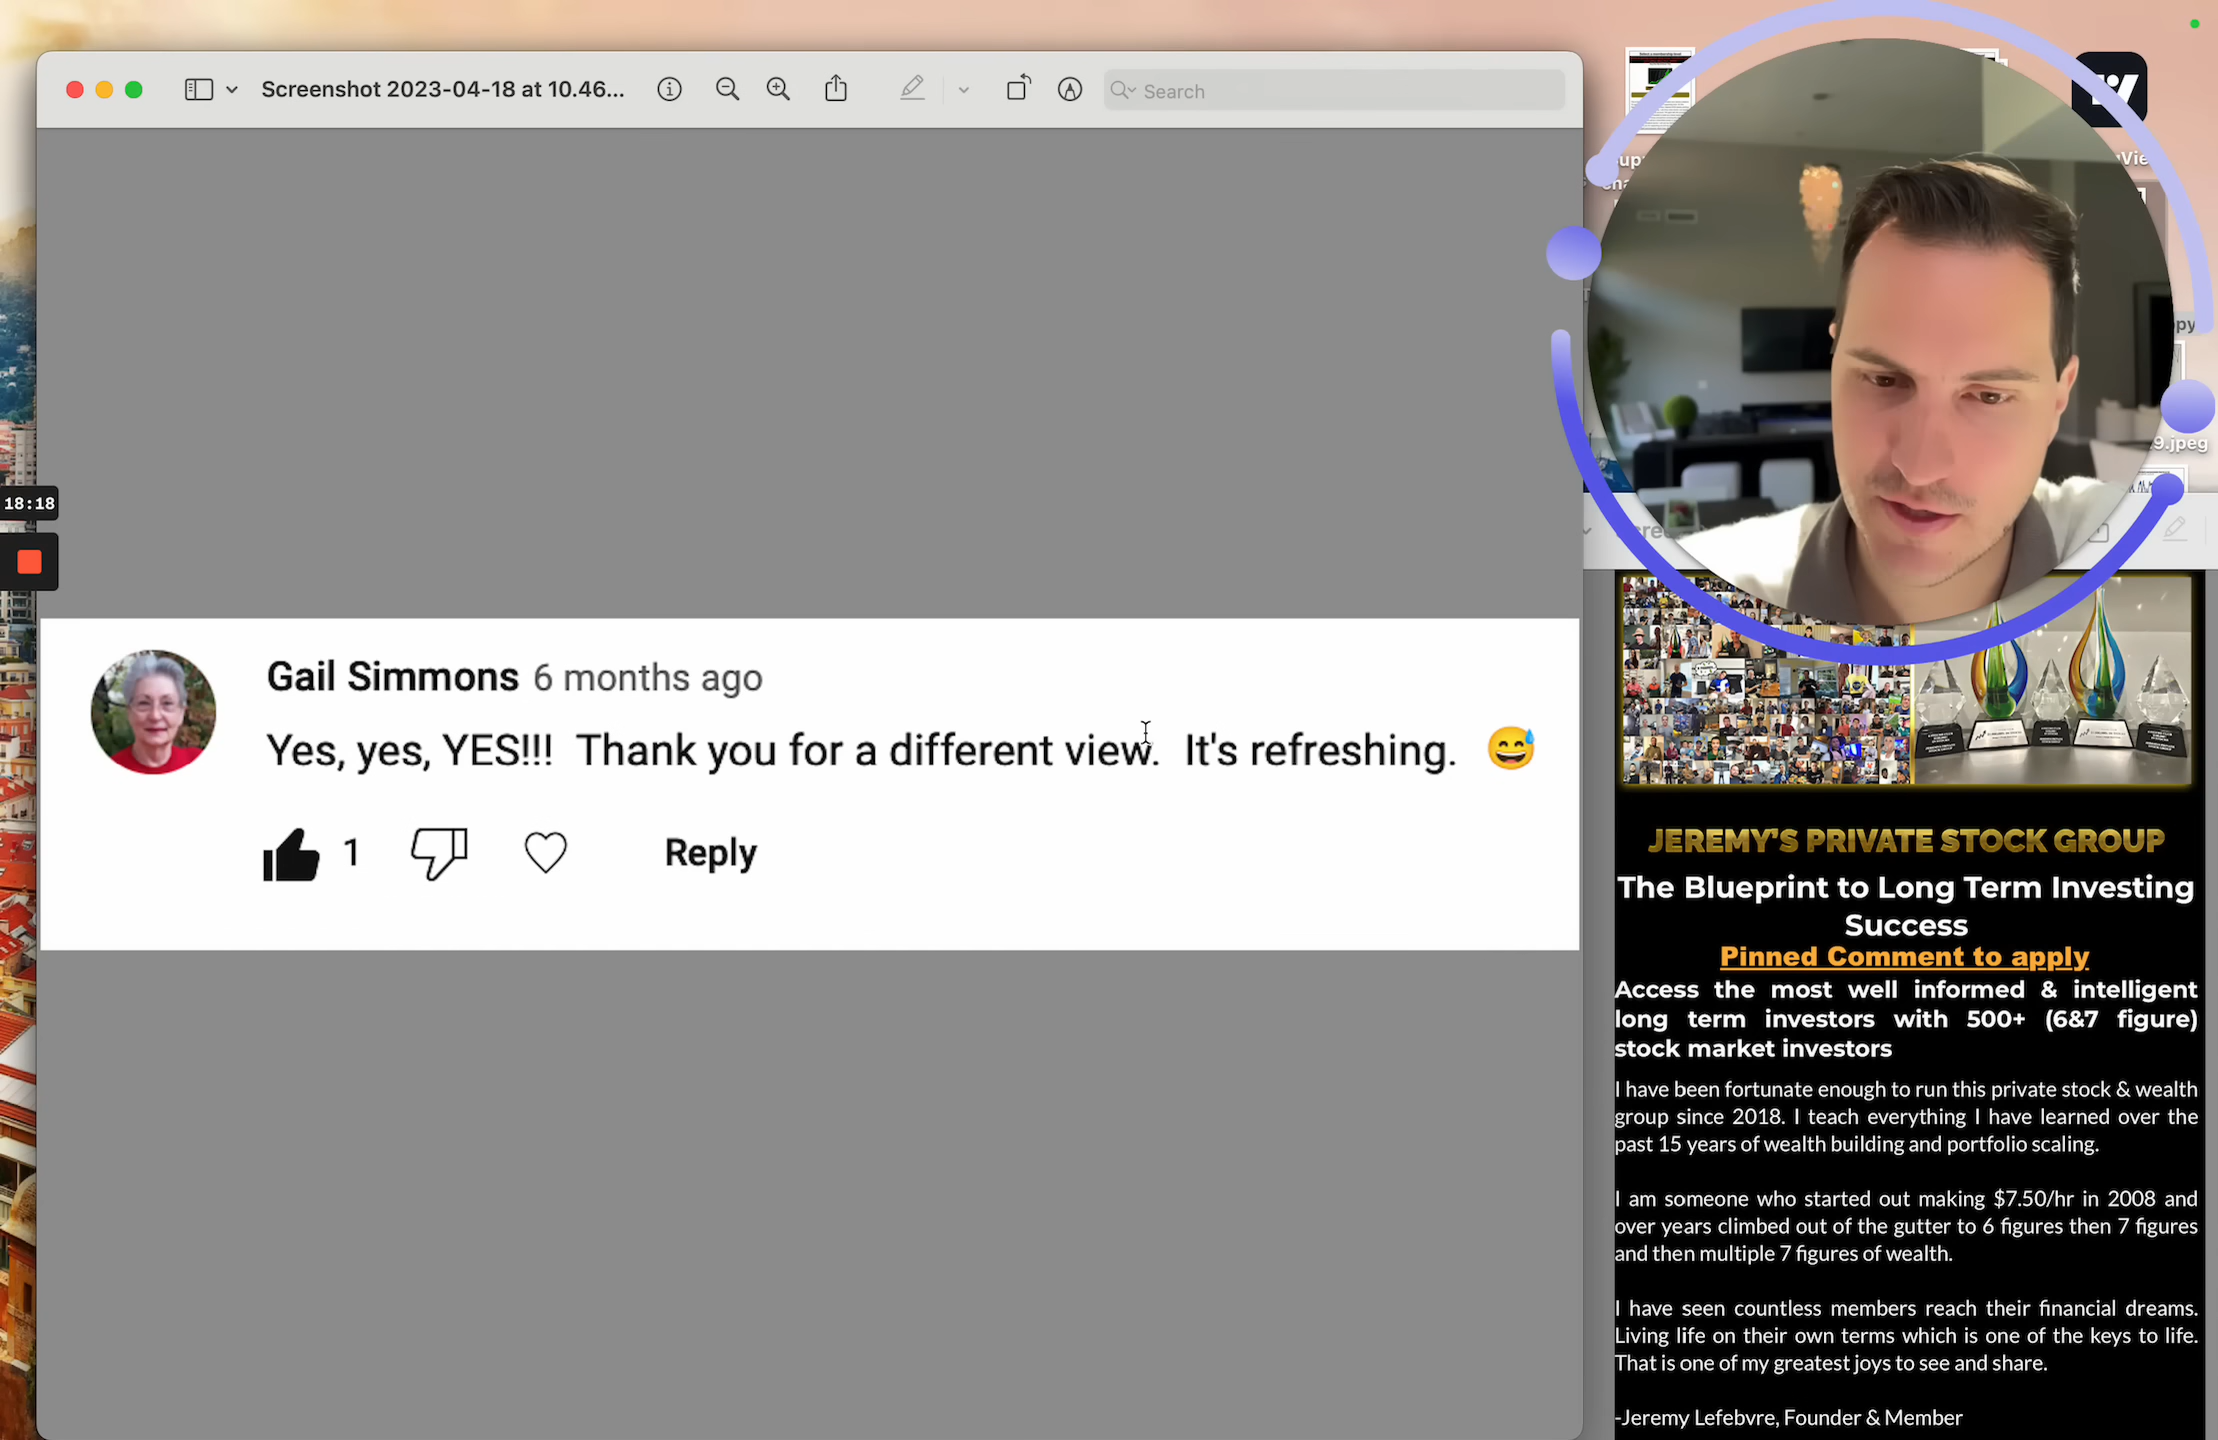 Screenshot 2023-04-18 at 10.46...
Search
18:18
Gail Simmons 6 months ago
Yes, yes, YES!!! Thank you for a different view. It's refreshing. 😅
1
Reply
py
9.jpeg
JEREMY'S PRIVATE STOCK GROUP
The Blueprint to Long Term Investing
Success
Pinned Comment to apply
Access the most well informed & intelligent
long term investors with 500+ (6&7 figure)
stock market investors
I have been fortunate enough to run this private stock & wealth
group since 2018. I teach everything I have learned over the
past 15 years of wealth building and portfolio scaling.
I am someone who started out making $7.50/hr in 2008 and
over years climbed out of the gutter to 6 figures then 7 figures
and then multiple 7 figures of wealth.
I have seen countless members reach their financial dreams.
Living life on their own terms which is one of the keys to life.
That is one of my greatest joys to see and share.
-Jeremy Lefebvre, Founder & Member